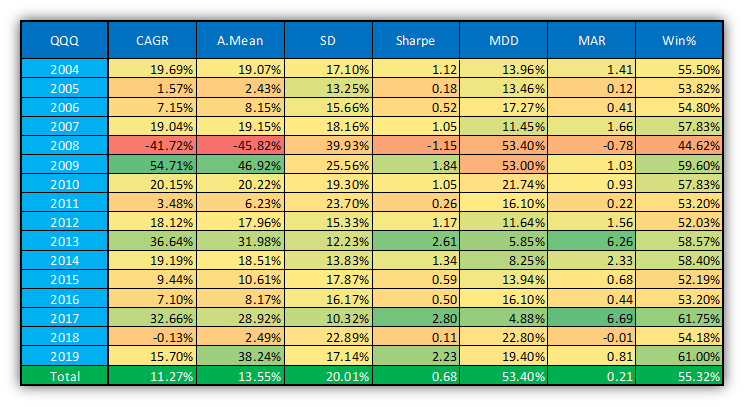 QQQ CAGR A.Mean SD Sharpe MDD MAR Win%
2004 19.69% 19.07% 17.10% 1.12 13.96% 1.41 55.50%
2005 1.57% 2.43% 13.25% 0.18 13.46% 0.12 53.82%
2006 7.15% 8.15% 15.66% 0.52 17.27% 0.41 54.80%
2007 19.04% 19.15% 18.16% 1.05 11.45% 1.66 57.83%
2008 -41.72% -45.82% 39.93% -1.15 53.40% -0.78 44.62%
2009 54.71% 46.92% 25.56% 1.84 53.00% 1.03 59.60%
2010 20.15% 20.22% 19.30% 1.05 21.74% 0.93 57.83%
2011 3.48% 6.23% 23.70% 0.26 16.10% 0.22 53.20%
2012 18.12% 17.96% 15.33% 1.17 11.64% 1.56 52.03%
2013 36.64% 31.98% 12.23% 2.61 5.85% 6.26 58.57%
2014 19.19% 18.51% 13.83% 1.34 8.25% 2.33 58.40%
2015 9.44% 10.61% 17.87% 0.59 13.94% 0.68 52.19%
2016 7.10% 8.17% 16.17% 0.50 16.10% 0.44 53.20%
2017 32.66% 28.92% 10.32% 2.80 4.88% 6.69 61.75%
2018 -0.13% 2.49% 22.89% 0.11 22.80% -0.01 54.18%
2019 15.70% 38.24% 17.14% 2.23 19.40% 0.81 61.00%
Total 11.27% 13.55% 20.01% 0.68 53.40% 0.21 55.32%